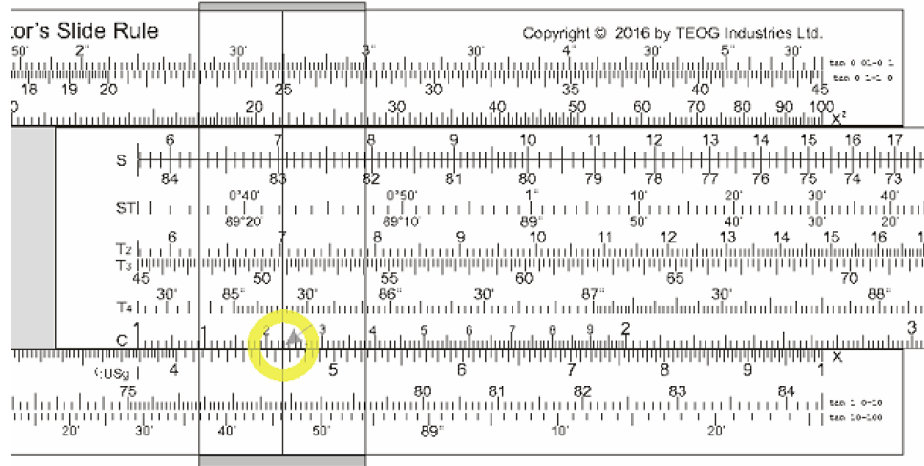 tor's Slide Rule
Copyright © 2016 by TEOG Industries Ltd.
50' 2° 30' 3° 30' 4° 30' 5° 30'
tan 0.01-0.1
18 19 20 25 30 35 40 45
tan 0.1-1.0
0 20 30 40 50 60 70 80 90 100 X²
6 7 8 9 10 11 12 13 14 15 16 17
S
84 83 82 81 80 79 78 77 76 75 74 73
0°40' 0°50' 1° 10' 20' 30' 40'
ST
89°20' 89°10' 89° 50' 40' 30' 20'
6 7 8 9 10 11 12 13 14 15 16 1
T2
T3
45 50 55 60 65 70
30' 85° 30' 86° 30' 87° 30' 88°
T4
C 1 1 2 3 4 5 6 7 8 9 2 3
4 5 6 7 8 9 1 X
75 80 81 82 83 84
tan 1.0-10
20' 30' 40' 50' 89° 10' 20'
tan 10-100